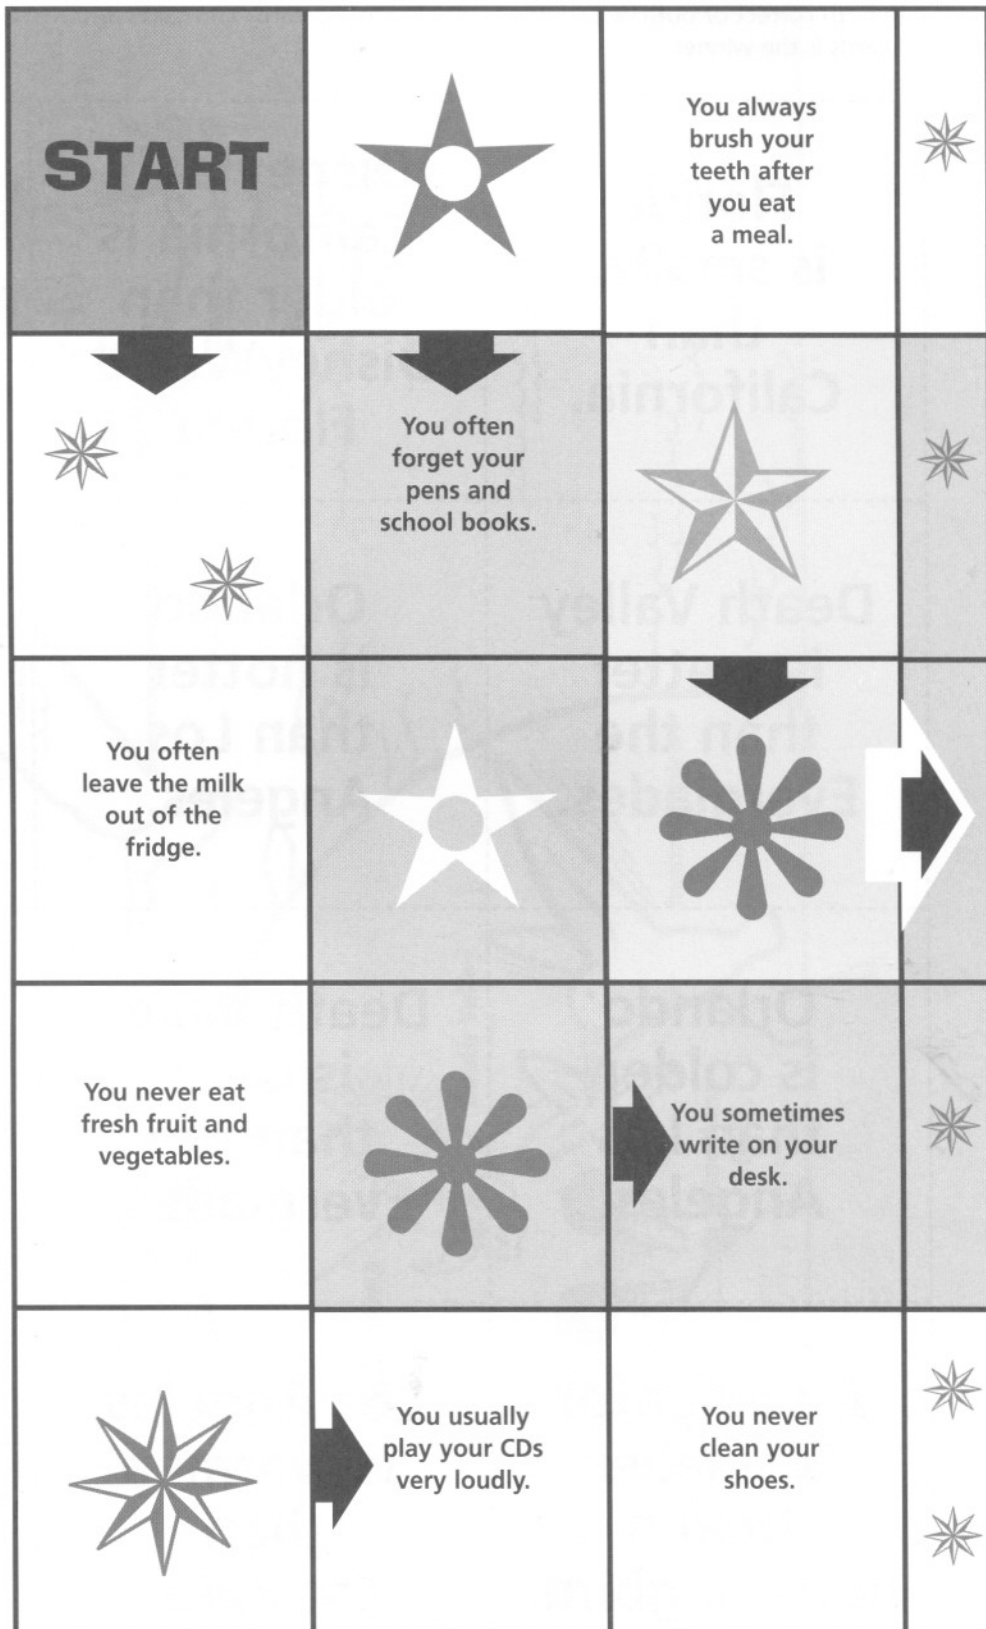 START
You always
brush your
teeth after
you eat
a meal.
You often
forget your
pens and
school books.
You often
leave the milk
out of the
fridge.
You never eat
fresh fruit and
vegetables.
You sometimes
write on your
desk.
You usually
play your CDs
very loudly.
You never
clean your
shoes.